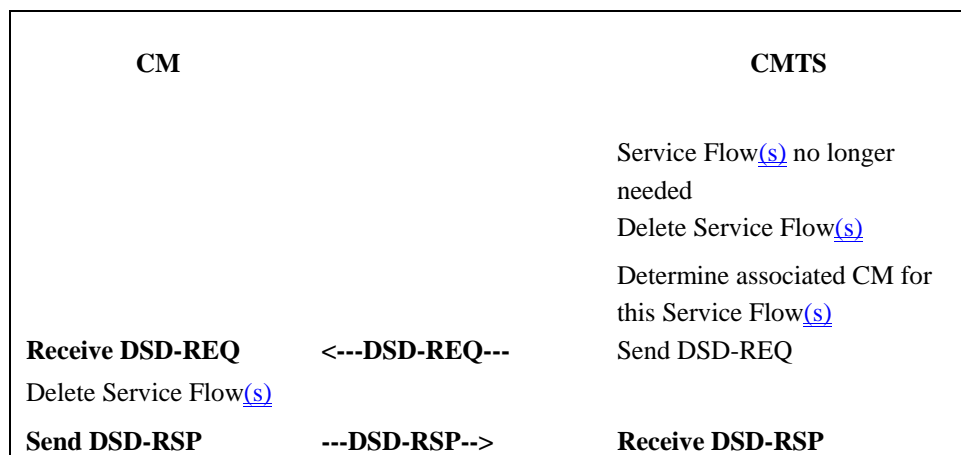 CM CMTS
Service Flow(s) no longer
needed
Delete Service Flow(s)
Determine associated CM for
this Service Flow(s)
Receive DSD-REQ <---DSD-REQ--- Send DSD-REQ
Delete Service Flow(s)
Send DSD-RSP ---DSD-RSP--> Receive DSD-RSP